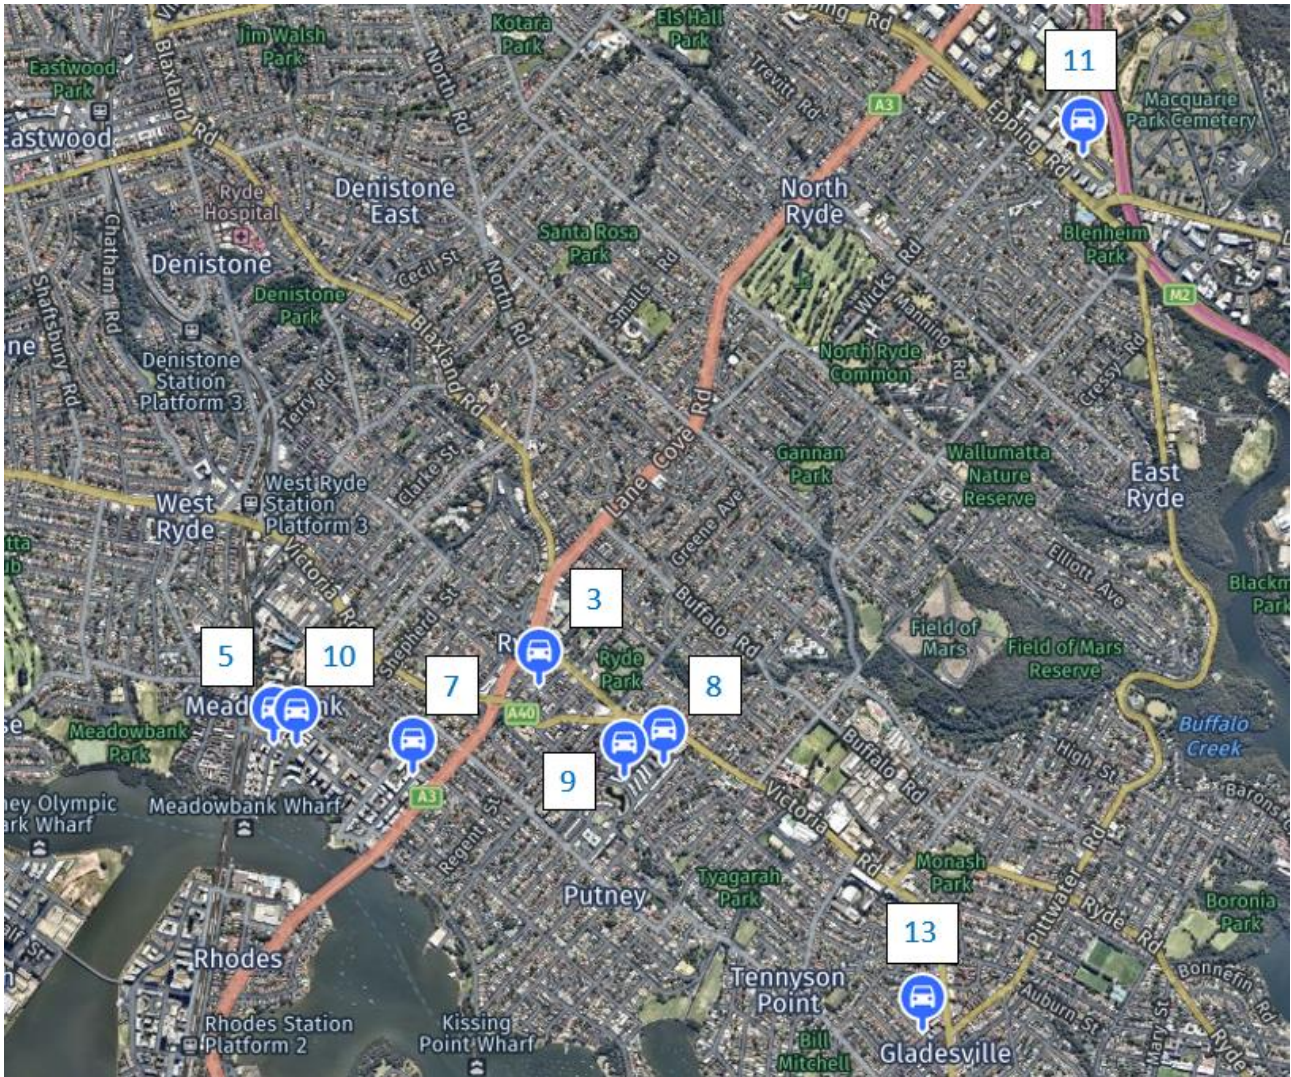 Kotara
Park
Els Hall
Park
Epping Rd
Jim Walsh
Park
Blaxland Rd
Eastwood
Park
North Rd
Trevitt Rd
11
A3
Macquarie
Park Cemetery
Epping Rd
Eastwood
Denistone
East
North
Ryde
Ryde
Hospital
Chatham Rd
Denistone
Cecil St
Santa Rosa
Park
Smalls Rd
Wicks Rd
Blenheim
Park
M2
Shaftsbury Rd
Denistone
Park
North Rd
Manning Rd
Blaxland Rd
North Ryde
Common
Cressy Rd
Denistone
Station
Platform 3
Terry Rd
Lane Cove Rd
Clarke St
Gannan
Park
Wallumatta
Nature
Reserve
East
Ryde
West
Ryde
West Ryde
Station
Platform 3
Greene Ave
Victoria Rd
Elliott Ave
Shepherd St
3
Buffalo Rd
Field of
Mars
Field of Mars
Reserve
5
10
7
Ryde
Park
8
Meadowbank
A40
Meadowbank
Park
Buffalo Rd
High St
Buffalo
Creek
9
A3
Meadowbank Wharf
Regent St
Victoria Rd
Pittwater Rd
Putney
Tyagarah
Park
Monash
Park
Ryde Rd
Boronia
Park
Rhodes
13
Tennyson
Point
Bonnefin Rd
Auburn St
Mary St
Rhodes Station
Platform 2
Kissing
Point Wharf
Bill
Mitchell
Gladesville
Ryde